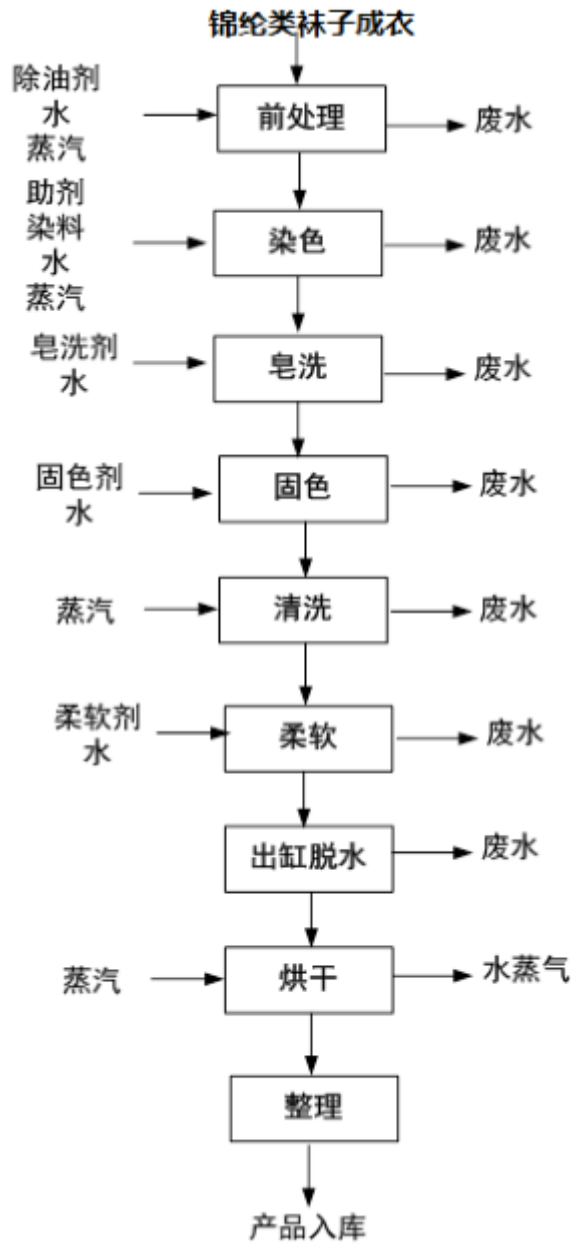 锦纶类袜子成衣
除油剂
水
蒸汽
前处理
废水
助剂
染料
水
蒸汽
染色
废水
皂洗剂
水
皂洗
废水
固色剂
水
固色
废水
蒸汽
清洗
废水
柔软剂
水
柔软
废水
出缸脱水
废水
蒸汽
烘干
水蒸气
整理
产品入库